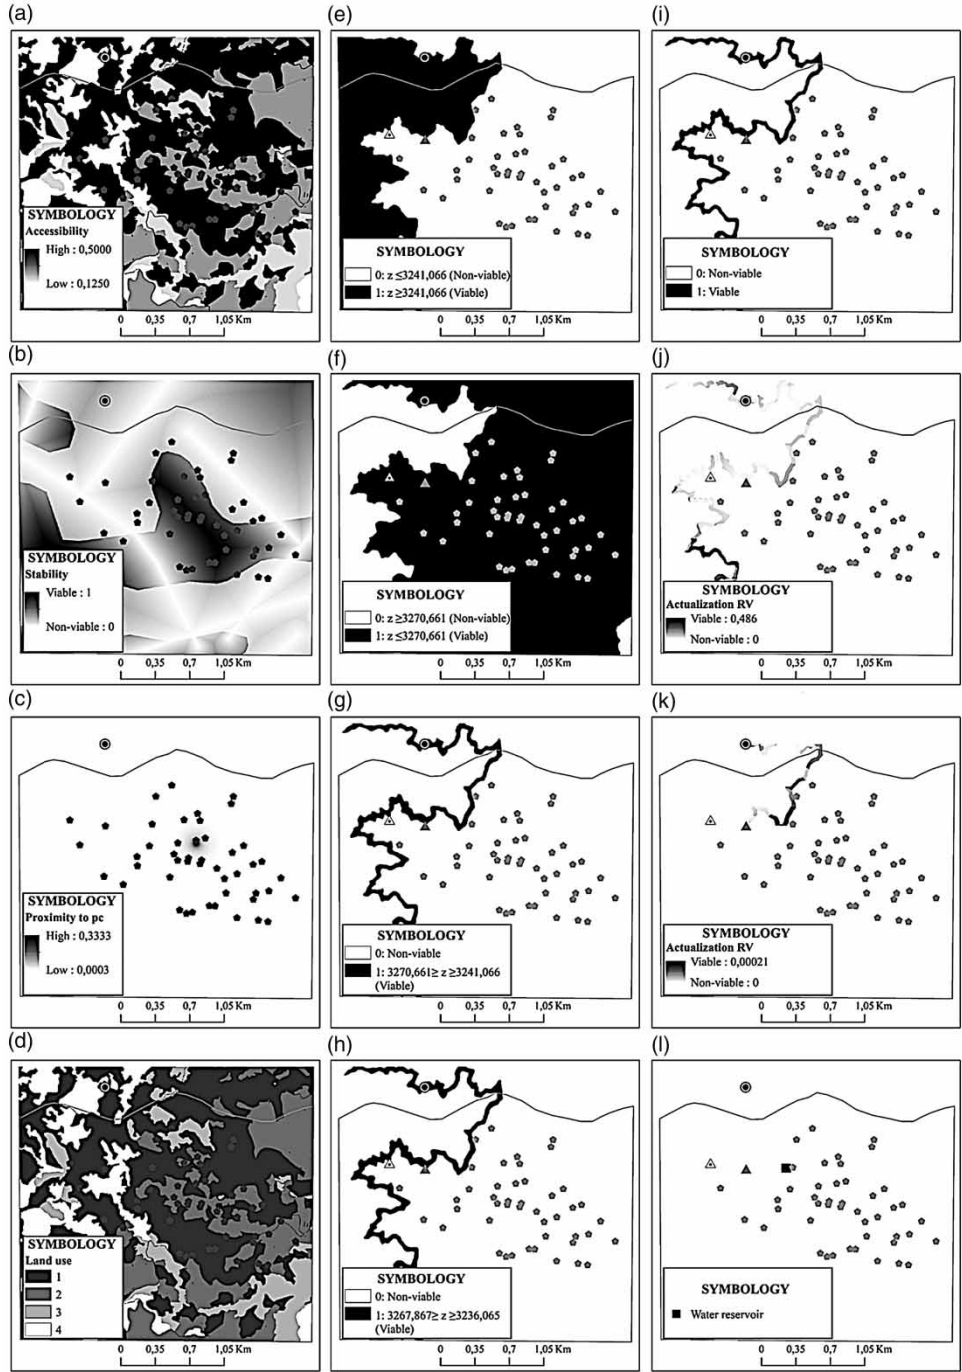 (a)
SYMBOLOGY
Accessibility
High : 0,5000
Low : 0,1250
0 0,35 0,7 1,05 Km
(b)
SYMBOLOGY
Stability
Viable : 1
Non-viable : 0
0 0,35 0,7 1,05 Km
(c)
SYMBOLOGY
Proximity to pc
High : 0,3333
Low : 0,0003
0 0,35 0,7 1,05 Km
(d)
SYMBOLOGY
Land use
1
2
3
4
0 0,35 0,7 1,05 Km
(e)
SYMBOLOGY
0: z ≤3241,066 (Non-viable)
1: z ≥3241,066 (Viable)
0 0,35 0,7 1,05 Km
(f)
SYMBOLOGY
0: z ≥3270,661 (Non-viable)
1: z ≤3270,661 (Viable)
0 0,35 0,7 1,05 Km
(g)
SYMBOLOGY
0: Non-viable
1: 3270,661≥ z ≥3241,066
(Viable)
0 0,35 0,7 1,05 Km
(h)
SYMBOLOGY
0: Non-viable
1: 3267,867≥ z ≥3236,065
(Viable)
0 0,35 0,7 1,05 Km
(i)
SYMBOLOGY
0: Non-viable
1: Viable
0 0,35 0,7 1,05 Km
(j)
SYMBOLOGY
Actualization RV
Viable : 0,486
Non-viable : 0
0 0,35 0,7 1,05 Km
(k)
SYMBOLOGY
Actualization RV
Viable : 0,00021
Non-viable : 0
0 0,35 0,7 1,05 Km
(l)
SYMBOLOGY
Water reservoir
0 0,35 0,7 1,05 Km